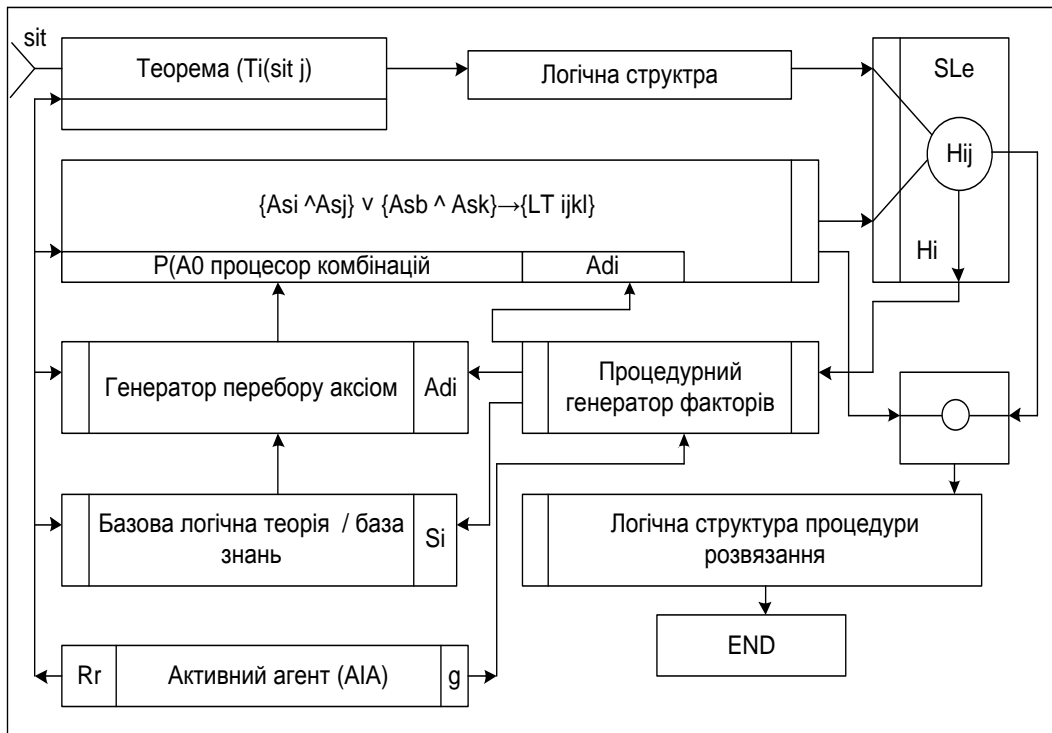 sit
Теорема (Ті(sit j)
Логічна структра
SLe
Hij
Hi
{Asi ^Asj} ˅ {Asb ^ Ask}→{LT ijkl}
P(A0 процесор комбінацій
Adi
Генератор перебору аксіом
Adi
Процедурний
генератор факторів
Базова логічна теорія / база
знань
Si
Логічна структура процедури
розвязання
END
Rr
Активний агент (АІА)
g